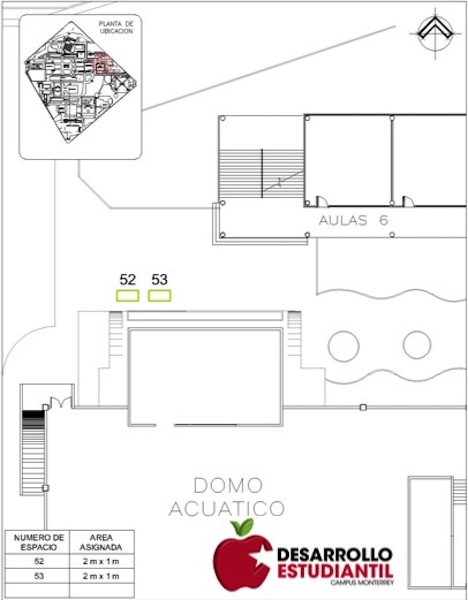 PLANTA DE
UBICACION
AULAS 6
52 53
DOMO
ACUATICO
NUMERO DE ESPACIO AREA ASIGNADA
52 2 m x 1 m
53 2 m x 1 m
DESARROLLO
ESTUDIANTIL
CAMPUS MONTERREY